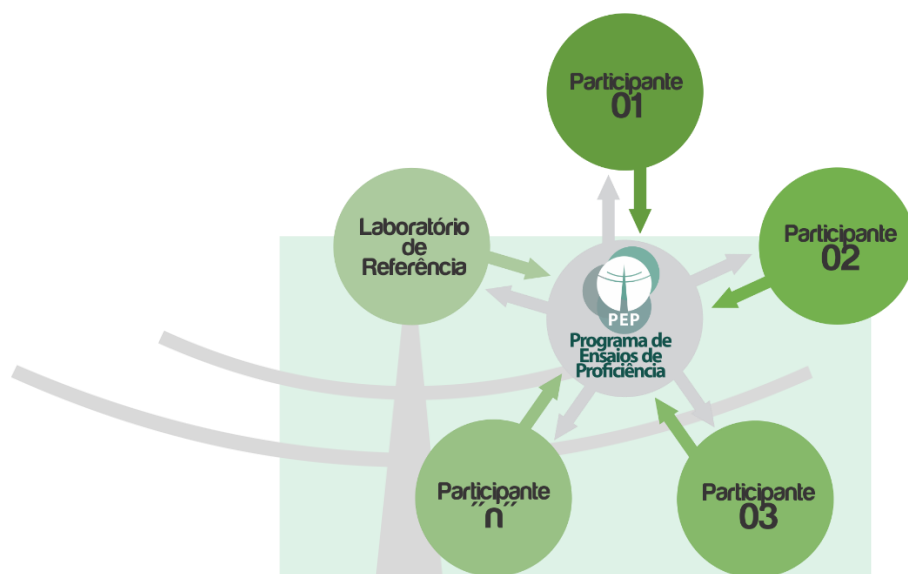 Participante
01
Laboratório
de
Referência
Participante
02
PEP
Programa de
Ensaios de
Proficiência
Participante
"n"
Participante
03